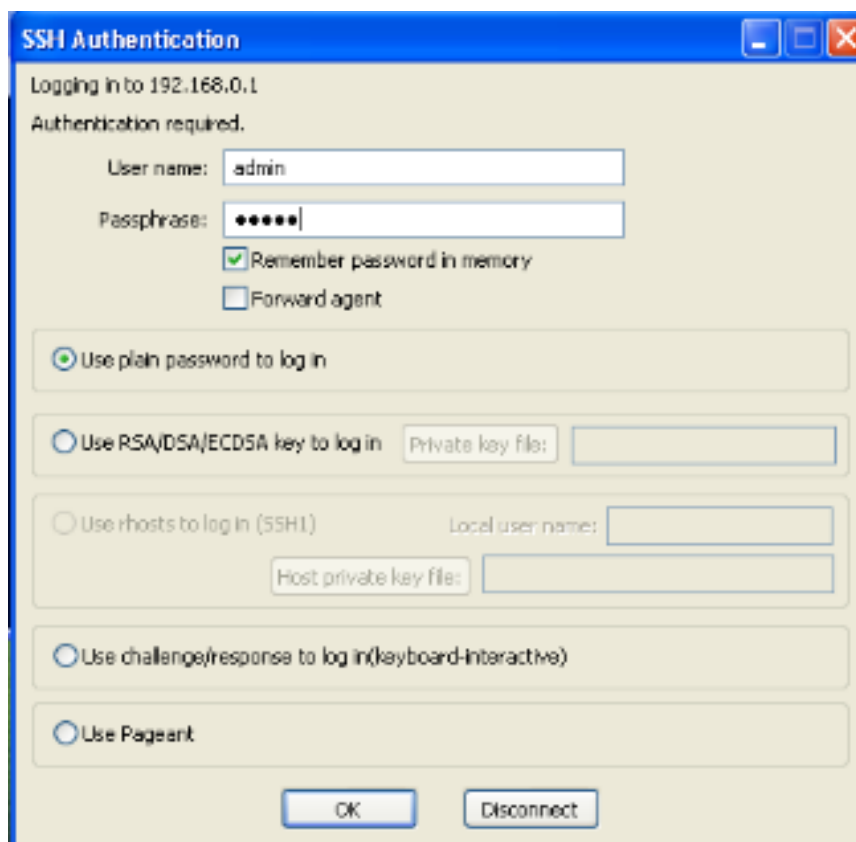 SSH Authentication
Logging in to 192.168.0.1
Authentication required.
User name: admin
Passphrase: •••••
Remember password in memory
Forward agent
Use plain password to log in
Use RSA/DSA/ECDSA key to log in Private key file:
Use rhosts to log in (SSH1) Local user name:
Host private key file:
Use challenge/response to log in(keyboard-interactive)
Use Pageant
OK Disconnect